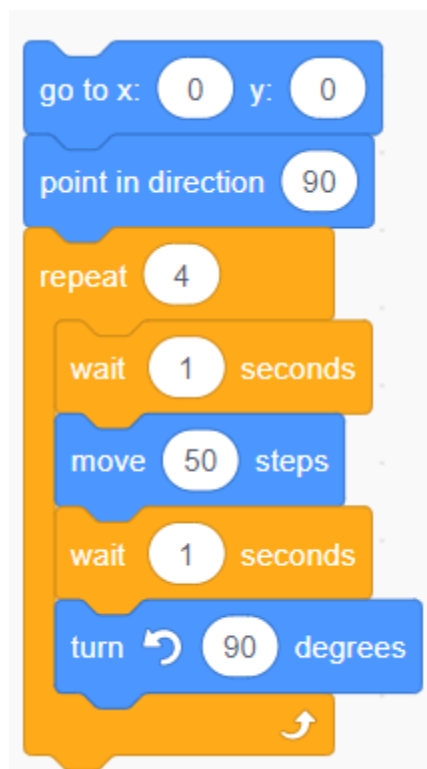 go to x: 0 y: 0
point in direction 90
repeat 4
wait 1 seconds
move 50 steps
wait 1 seconds
turn 90 degrees